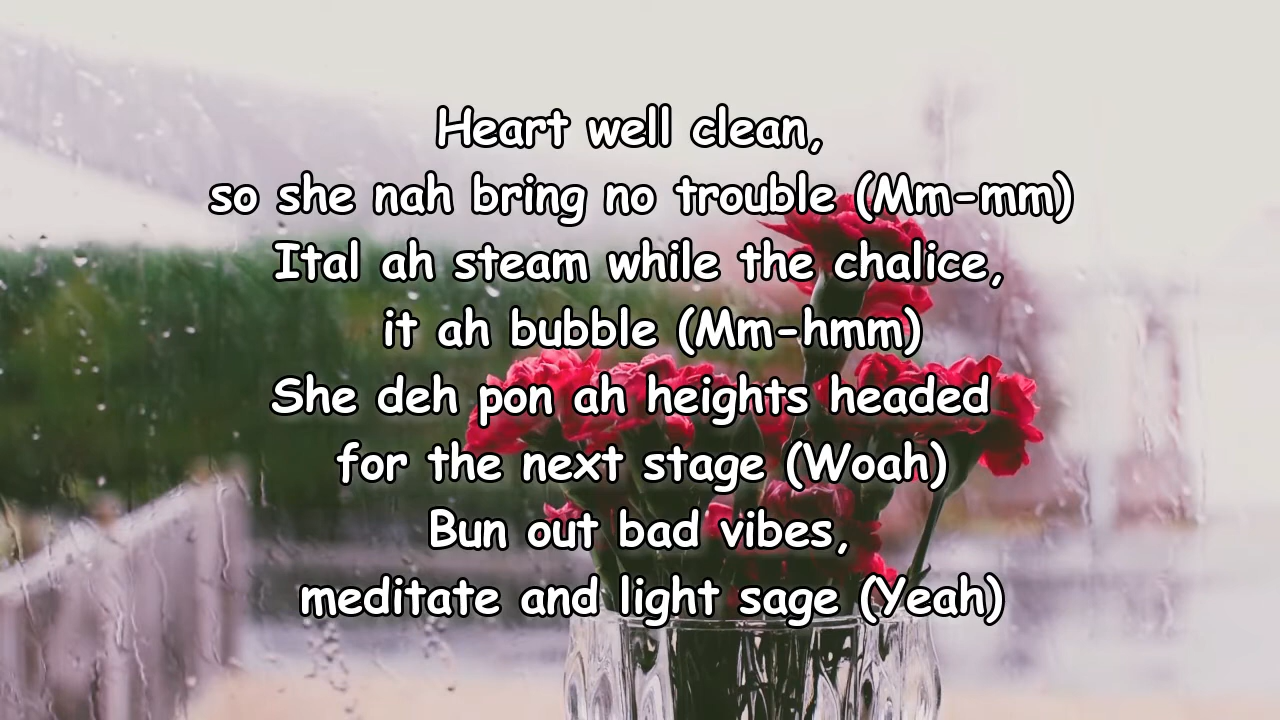 Heart well clean,
so she nah bring no trouble (Mm-mm)
Ital ah steam while the chalice,
it ah bubble (Mm-hmm)
She deh pon ah heights headed
for the next stage (Woah)
Bun out bad vibes,
meditate and light sage (Yeah)